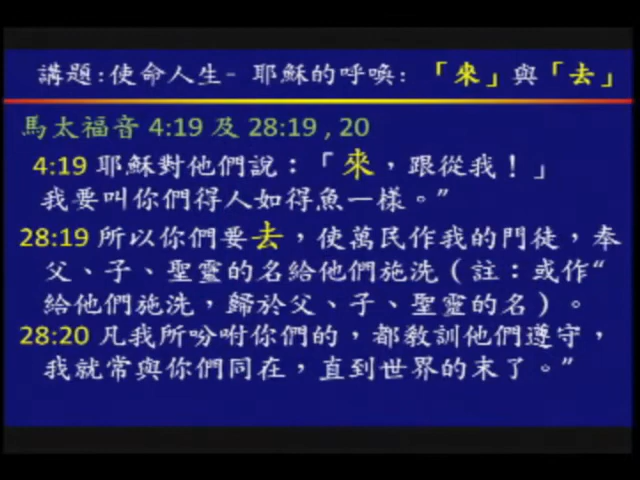 講題:使命人生- 耶穌的呼喚:「來」與「去」
馬太福音 4:19 及 28:19 , 20
4:19 耶穌對他們說：「來，跟從我！」
我要叫你們得人如得魚一樣。”
28:19 所以你們要去，使萬民作我的門徒，奉
父、子、聖靈的名給他們施洗（註：或作“
給他們施洗，歸於父、子、聖靈的名）。
28:20 凡我所吩咐你們的，都教訓他們遵守，
我就常與你們同在，直到世界的末了。”